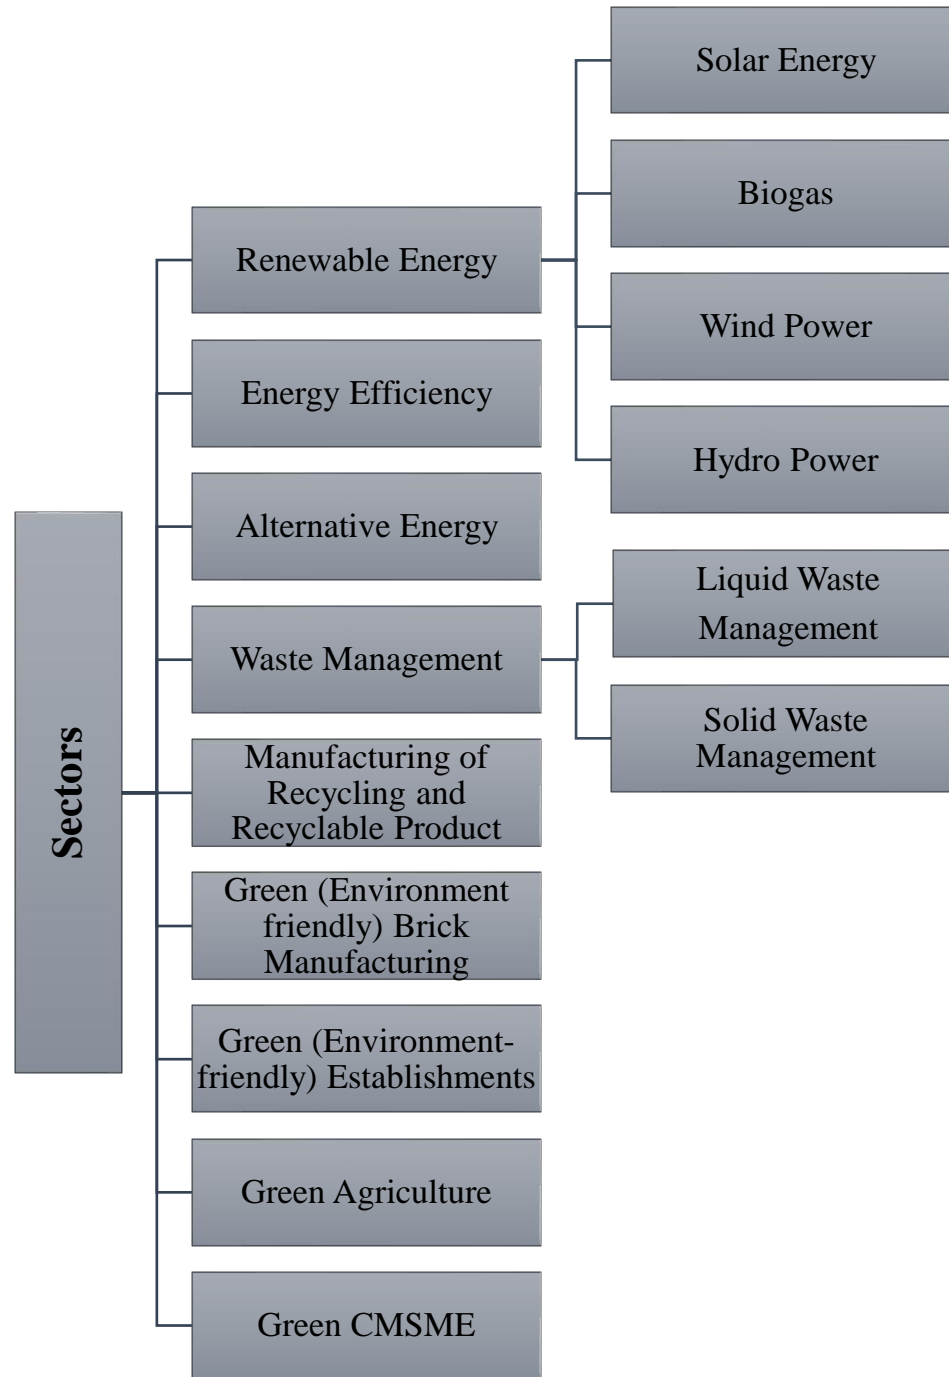 Sectors
Renewable Energy
Solar Energy
Biogas
Wind Power
Hydro Power
Energy Efficiency
Alternative Energy
Waste Management
Liquid Waste
Management
Solid Waste
Management
Manufacturing of
Recycling and
Recyclable Product
Green (Environment
friendly) Brick
Manufacturing
Green (Environment-
friendly) Establishments
Green Agriculture
Green CMSME